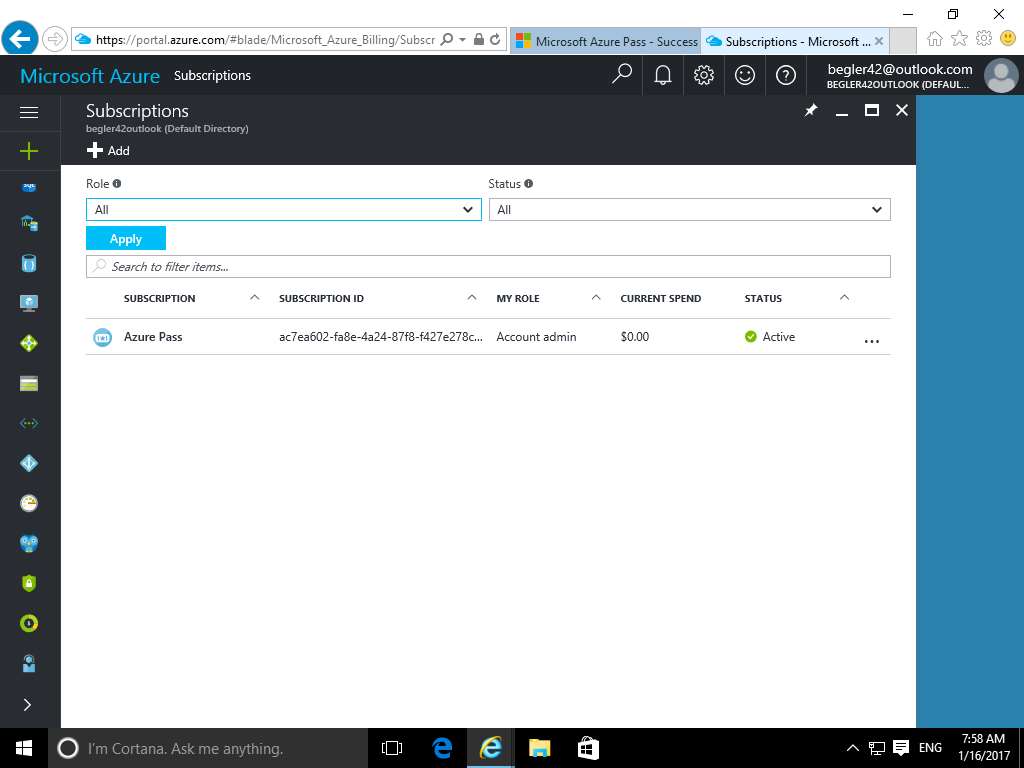 https://portal.azure.com/#blade/Microsoft_Azure_Billing/Subscr
Microsoft Azure Pass - Success
Subscriptions - Microsoft ...
Microsoft Azure
Subscriptions
begler42@outlook.com
BEGLER42OUTLOOK (DEFAUL...
Subscriptions
begler42outlook (Default Directory)
Add
Role
Status
All
All
Apply
Search to filter items...
SUBSCRIPTION SUBSCRIPTION ID MY ROLE CURRENT SPEND STATUS
Azure Pass ac7ea602-fa8e-4a24-87f8-f427e278c... Account admin $0.00 Active ...
I'm Cortana. Ask me anything.
ENG
7:58 AM
1/16/2017